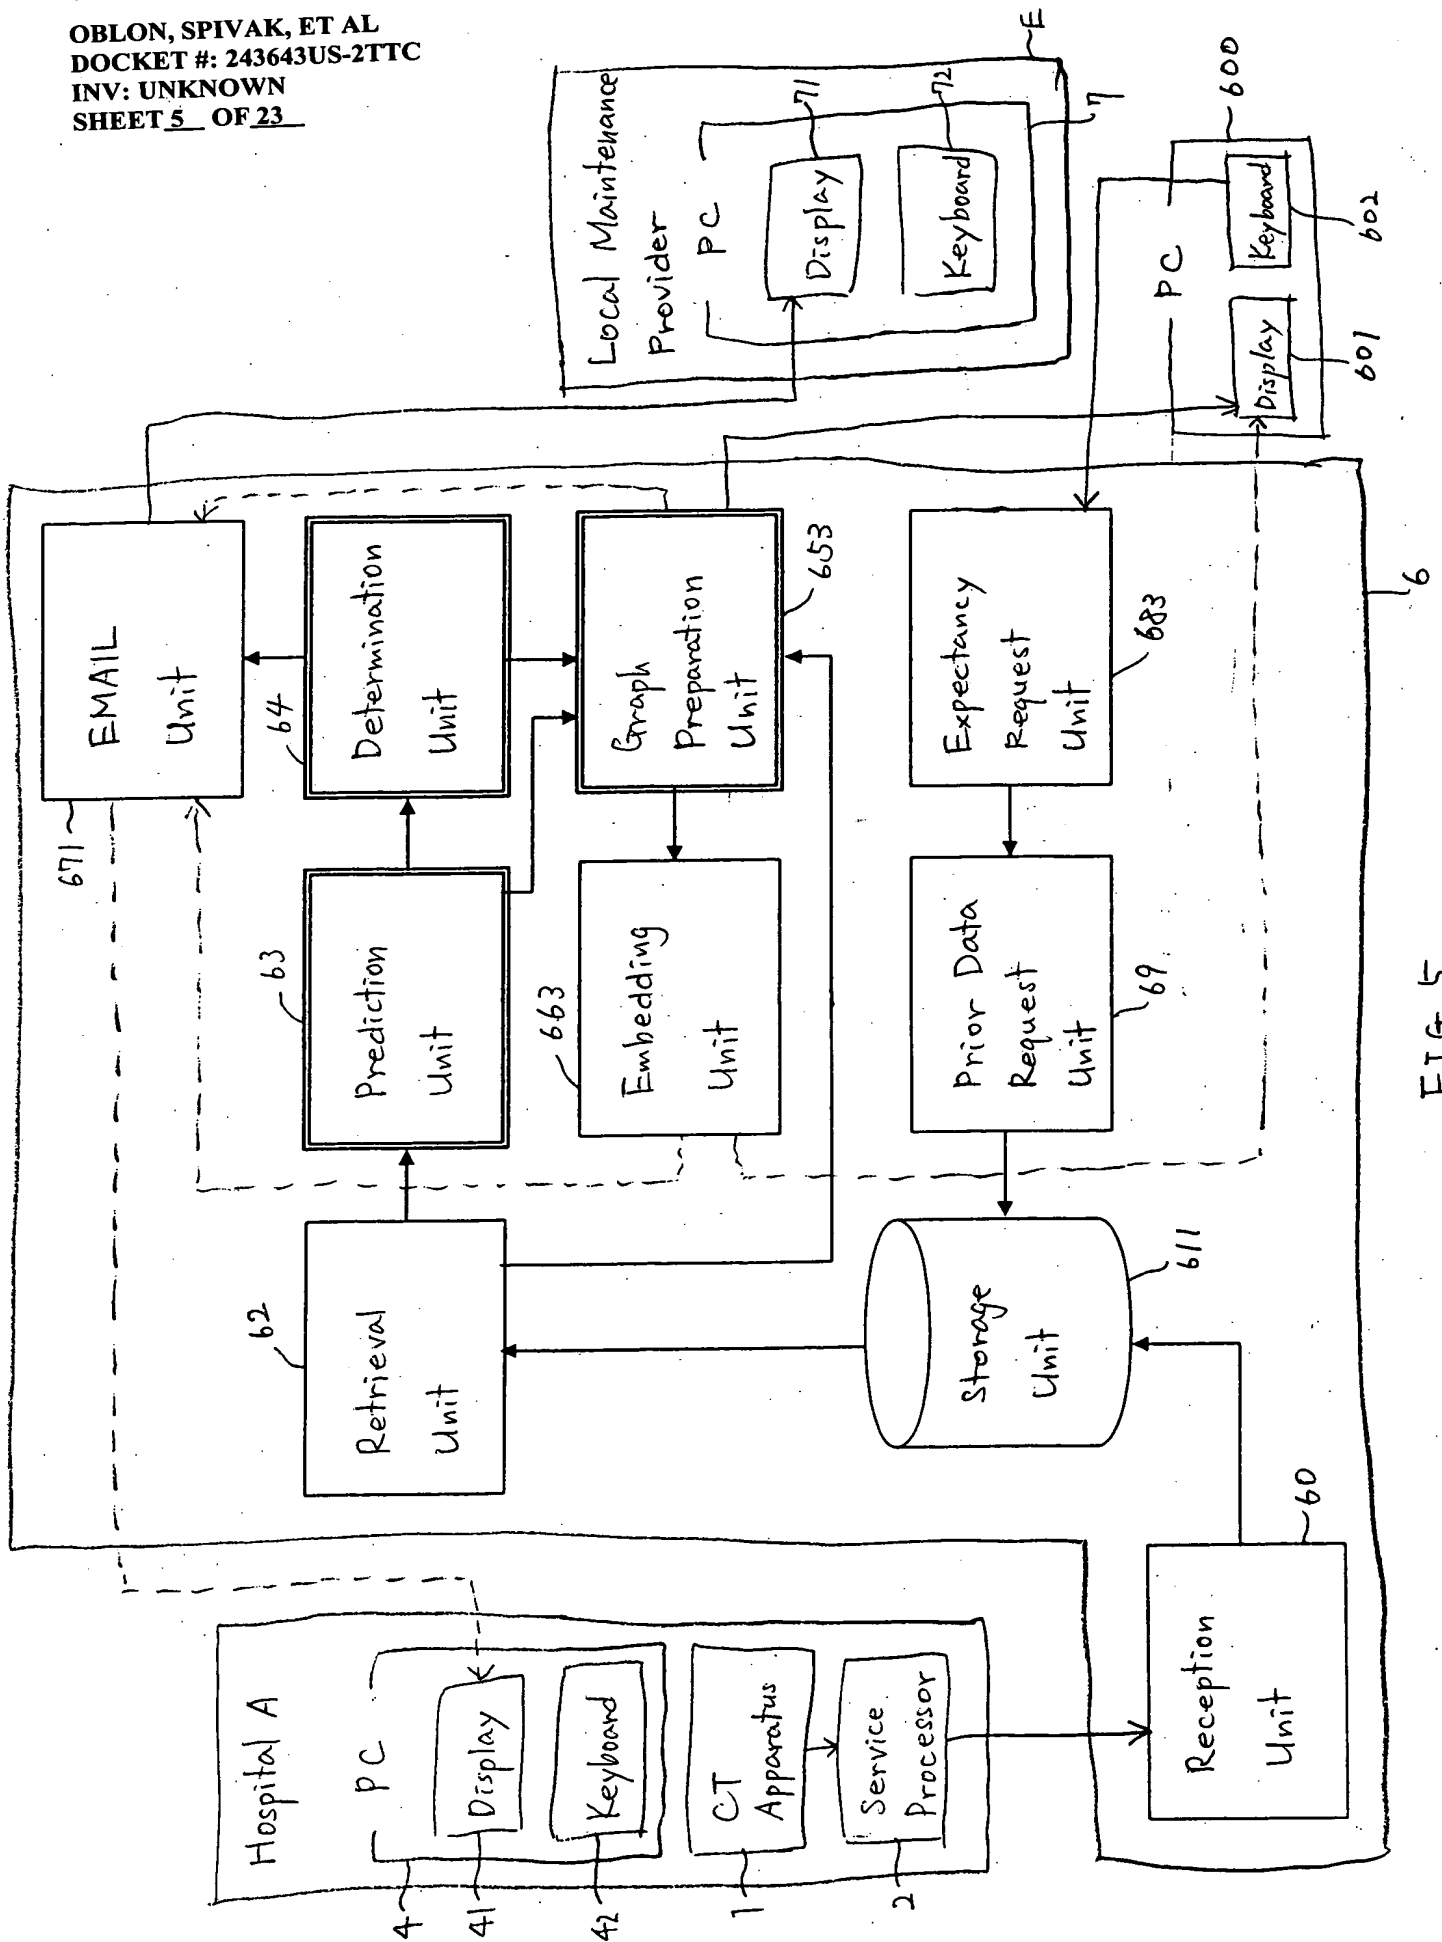 OBLON, SPIVAK, ET AL
DOCKET #: 243643US-2TTC
INV: UNKNOWN
SHEET 5 OF 23
Hospital A
PC
Display
Keyboard
4
41
42
CT
Apparatus
1
Service
Processor
2
Reception
Unit
60
Retrieval
Unit
62
Storage
Unit
611
Prediction
Unit
63
Embedding
Unit
663
Prior Data
Request
Unit
69
EMAIL
Unit
671
Determination
Unit
64
Graph
Preparation
Unit
653
Expectancy
Request
Unit
683
6
Local Maintenance
Provider
PC
Display
71
Keyboard
72
7
E
PC
600
Display
601
Keyboard
602
FIG. 5